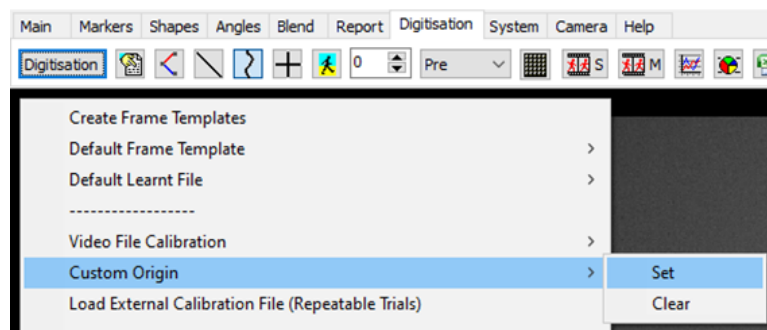 Main Markers Shapes Angles Blend Report Digitisation System Camera Help
Digitisation 0 Pre S M
Create Frame Templates
Default Frame Template >
Default Learnt File >
------------------
Video File Calibration >
Custom Origin > Set
Load External Calibration File (Repeatable Trials) Clear